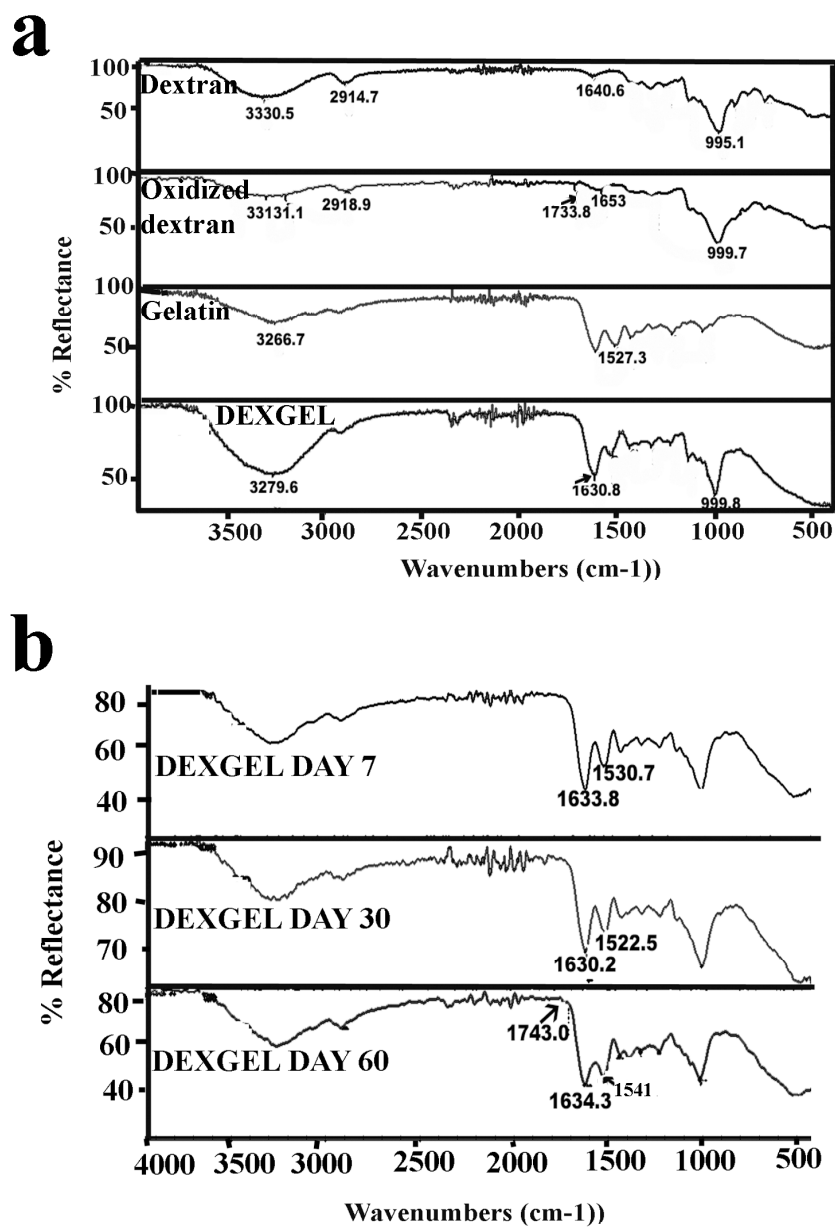 a
100
Dextran
50
3330.5
2914.7
1640.6
995.1
100
Oxidized
dextran
50
33131.1
2918.9
1733.8
1653
999.7
100
Gelatin
50
3266.7
1527.3
100
DEXGEL
50
3279.6
1630.8
999.8
% Reflectance
3500 3000 2500 2000 1500 1000 500
Wavenumbers (cm-1))
b
80
60
40
DEXGEL DAY 7
1530.7
1633.8
90
80
70
DEXGEL DAY 30
1522.5
1630.2
80
60
40
DEXGEL DAY 60
1743.0
1634.3
1541
% Reflectance
4000 3500 3000 2500 2000 1500 1000 500
Wavenumbers (cm-1))